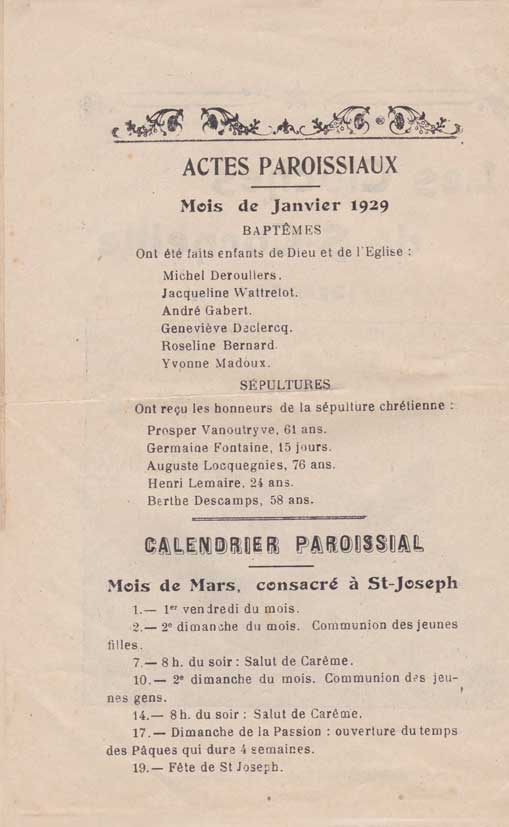 ACTES PAROISSIAUX
Mois de Janvier 1929
BAPTÊMES
Ont été faits enfants de Dieu et de l'Eglise :
Michel Deroullers.
Jacqueline Wattrelot.
André Gabert.
Geneviève Declercq.
Roseline Bernard.
Yvonne Madoux.
SÉPULTURES
Ont reçu les honneurs de la sépulture chrétienne :
Prosper Vanoutryve, 61 ans.
Germaine Fontaine, 15 jours.
Auguste Locquegnies, 76 ans.
Henri Lemaire, 24 ans.
Berthe Descamps, 58 ans.
CALENDRIER PAROISSIAL
Mois de Mars, consacré à St-Joseph
1.— 1er vendredi du mois.
2.— 2e dimanche du mois. Communion des jeunes
filles.
7.— 8 h. du soir : Salut de Carême.
10.— 2e dimanche du mois. Communion des jeu-
nes gens.
14.— 8 h. du soir : Salut de Carême.
17.— Dimanche de la Passion : ouverture du temps
des Pâques qui dure 4 semaines.
19.— Fête de St Joseph.